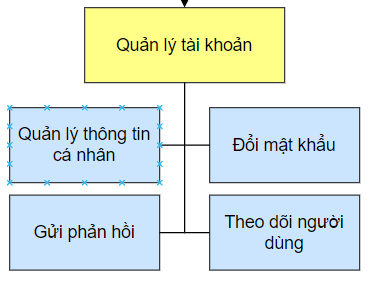 Quản lý tài khoản
Quản lý thông tin
cá nhân
Đổi mật khẩu
Gửi phản hồi
Theo dõi người
dùng